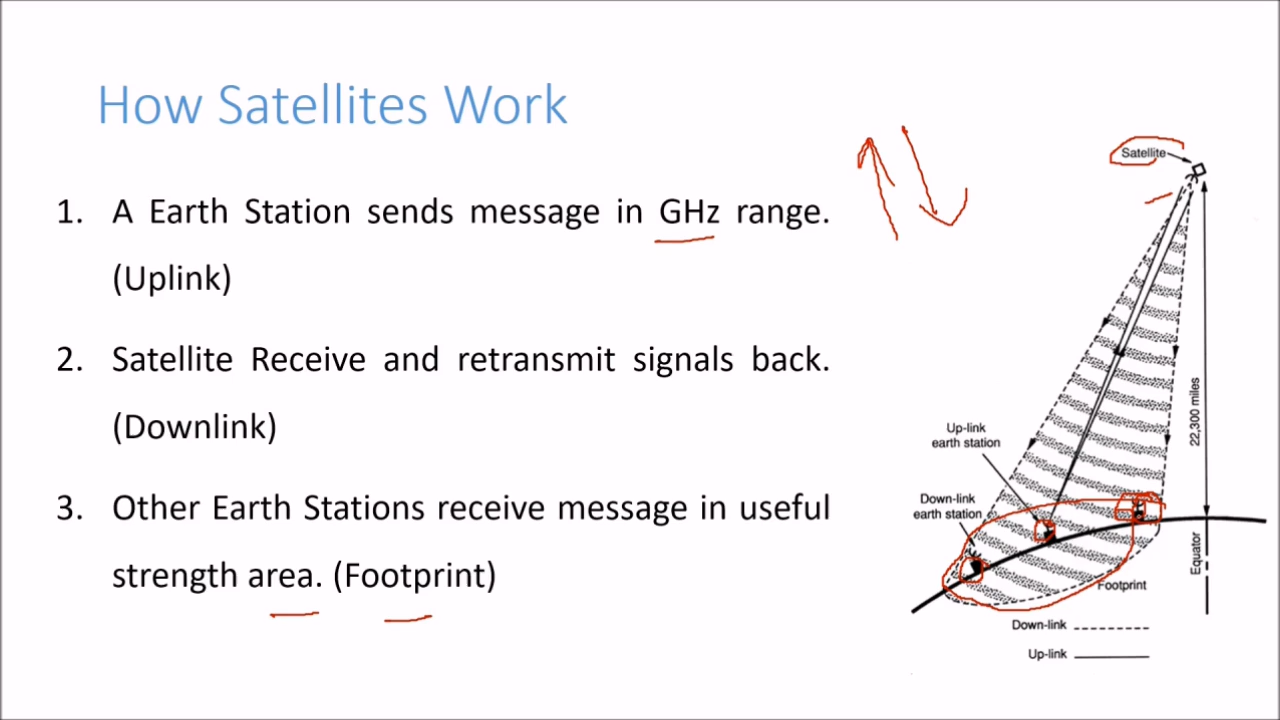 How Satellites Work
1. A Earth Station sends message in GHz range.
(Uplink)
2. Satellite Receive and retransmit signals back.
(Downlink)
3. Other Earth Stations receive message in useful
strength area. (Footprint)
Satellite
22,300 miles
Up-link
earth station
Down-link
earth station
Equator
Footprint
Down-link
Up-link